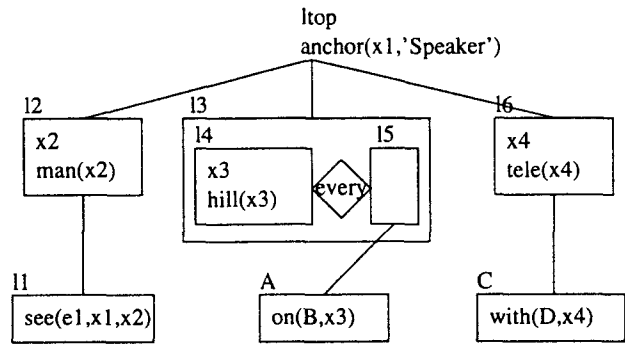 ltop
anchor(x1,'Speaker')
l2
l3
l6
l4
l5
x2
man(x2)
x3
hill(x3)
every
x4
tele(x4)
l1
A
C
see(e1,x1,x2)
on(B,x3)
with(D,x4)